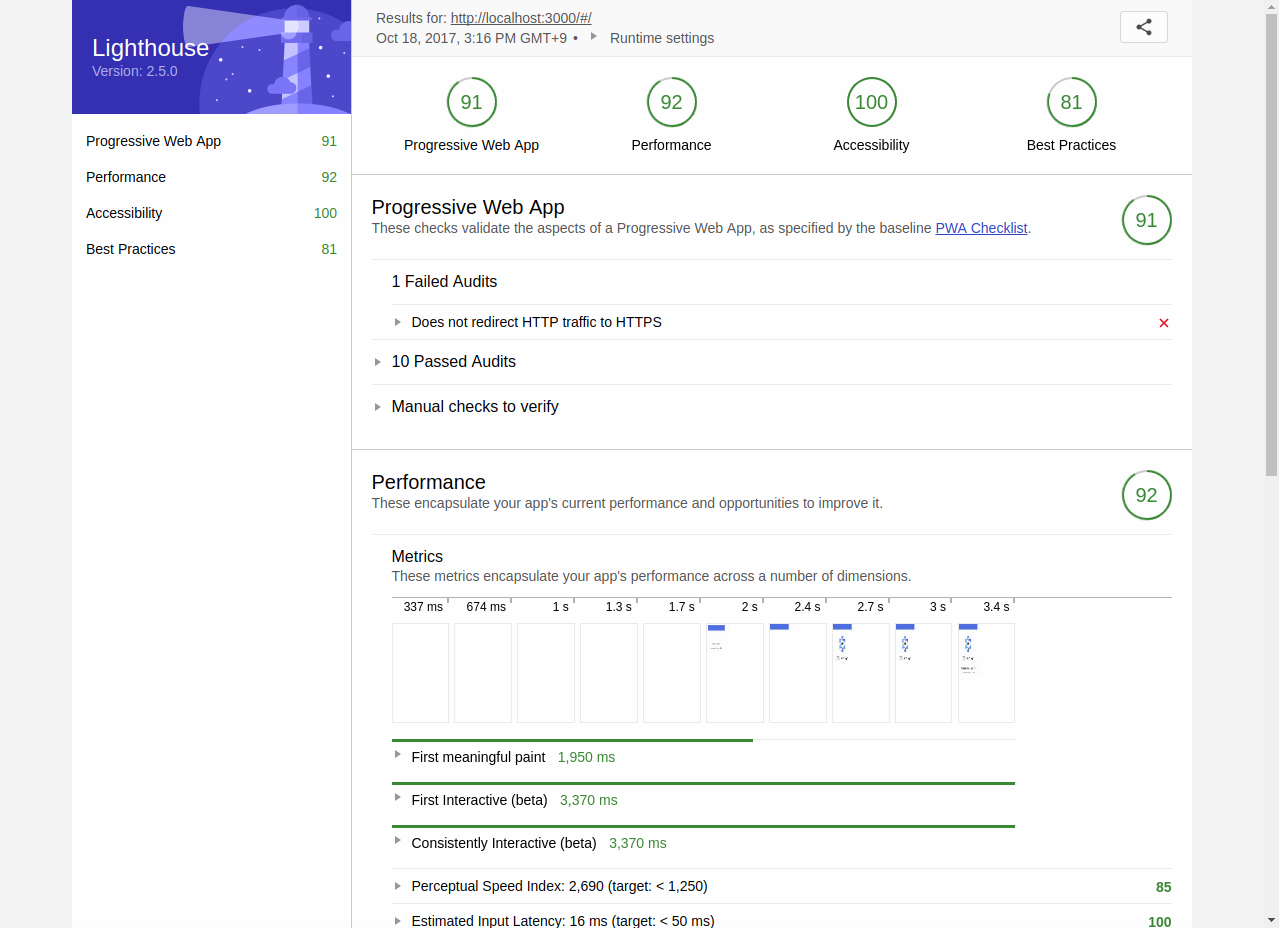 Lighthouse
Version: 2.5.0
Progressive Web App 91
Performance 92
Accessibility 100
Best Practices 81
Results for: http://localhost:3000/#/
Oct 18, 2017, 3:16 PM GMT+9 • Runtime settings
91 92 100 81
Progressive Web App Performance Accessibility Best Practices
Progressive Web App
These checks validate the aspects of a Progressive Web App, as specified by the baseline PWA Checklist.
91
1 Failed Audits
Does not redirect HTTP traffic to HTTPS
10 Passed Audits
Manual checks to verify
Performance
These encapsulate your app's current performance and opportunities to improve it.
92
Metrics
These metrics encapsulate your app's performance across a number of dimensions.
337 ms 674 ms 1 s 1.3 s 1.7 s 2 s 2.4 s 2.7 s 3 s 3.4 s
First meaningful paint 1,950 ms
First Interactive (beta) 3,370 ms
Consistently Interactive (beta) 3,370 ms
Perceptual Speed Index: 2,690 (target: < 1,250) 85
Estimated Input Latency: 16 ms (target: < 50 ms) 100